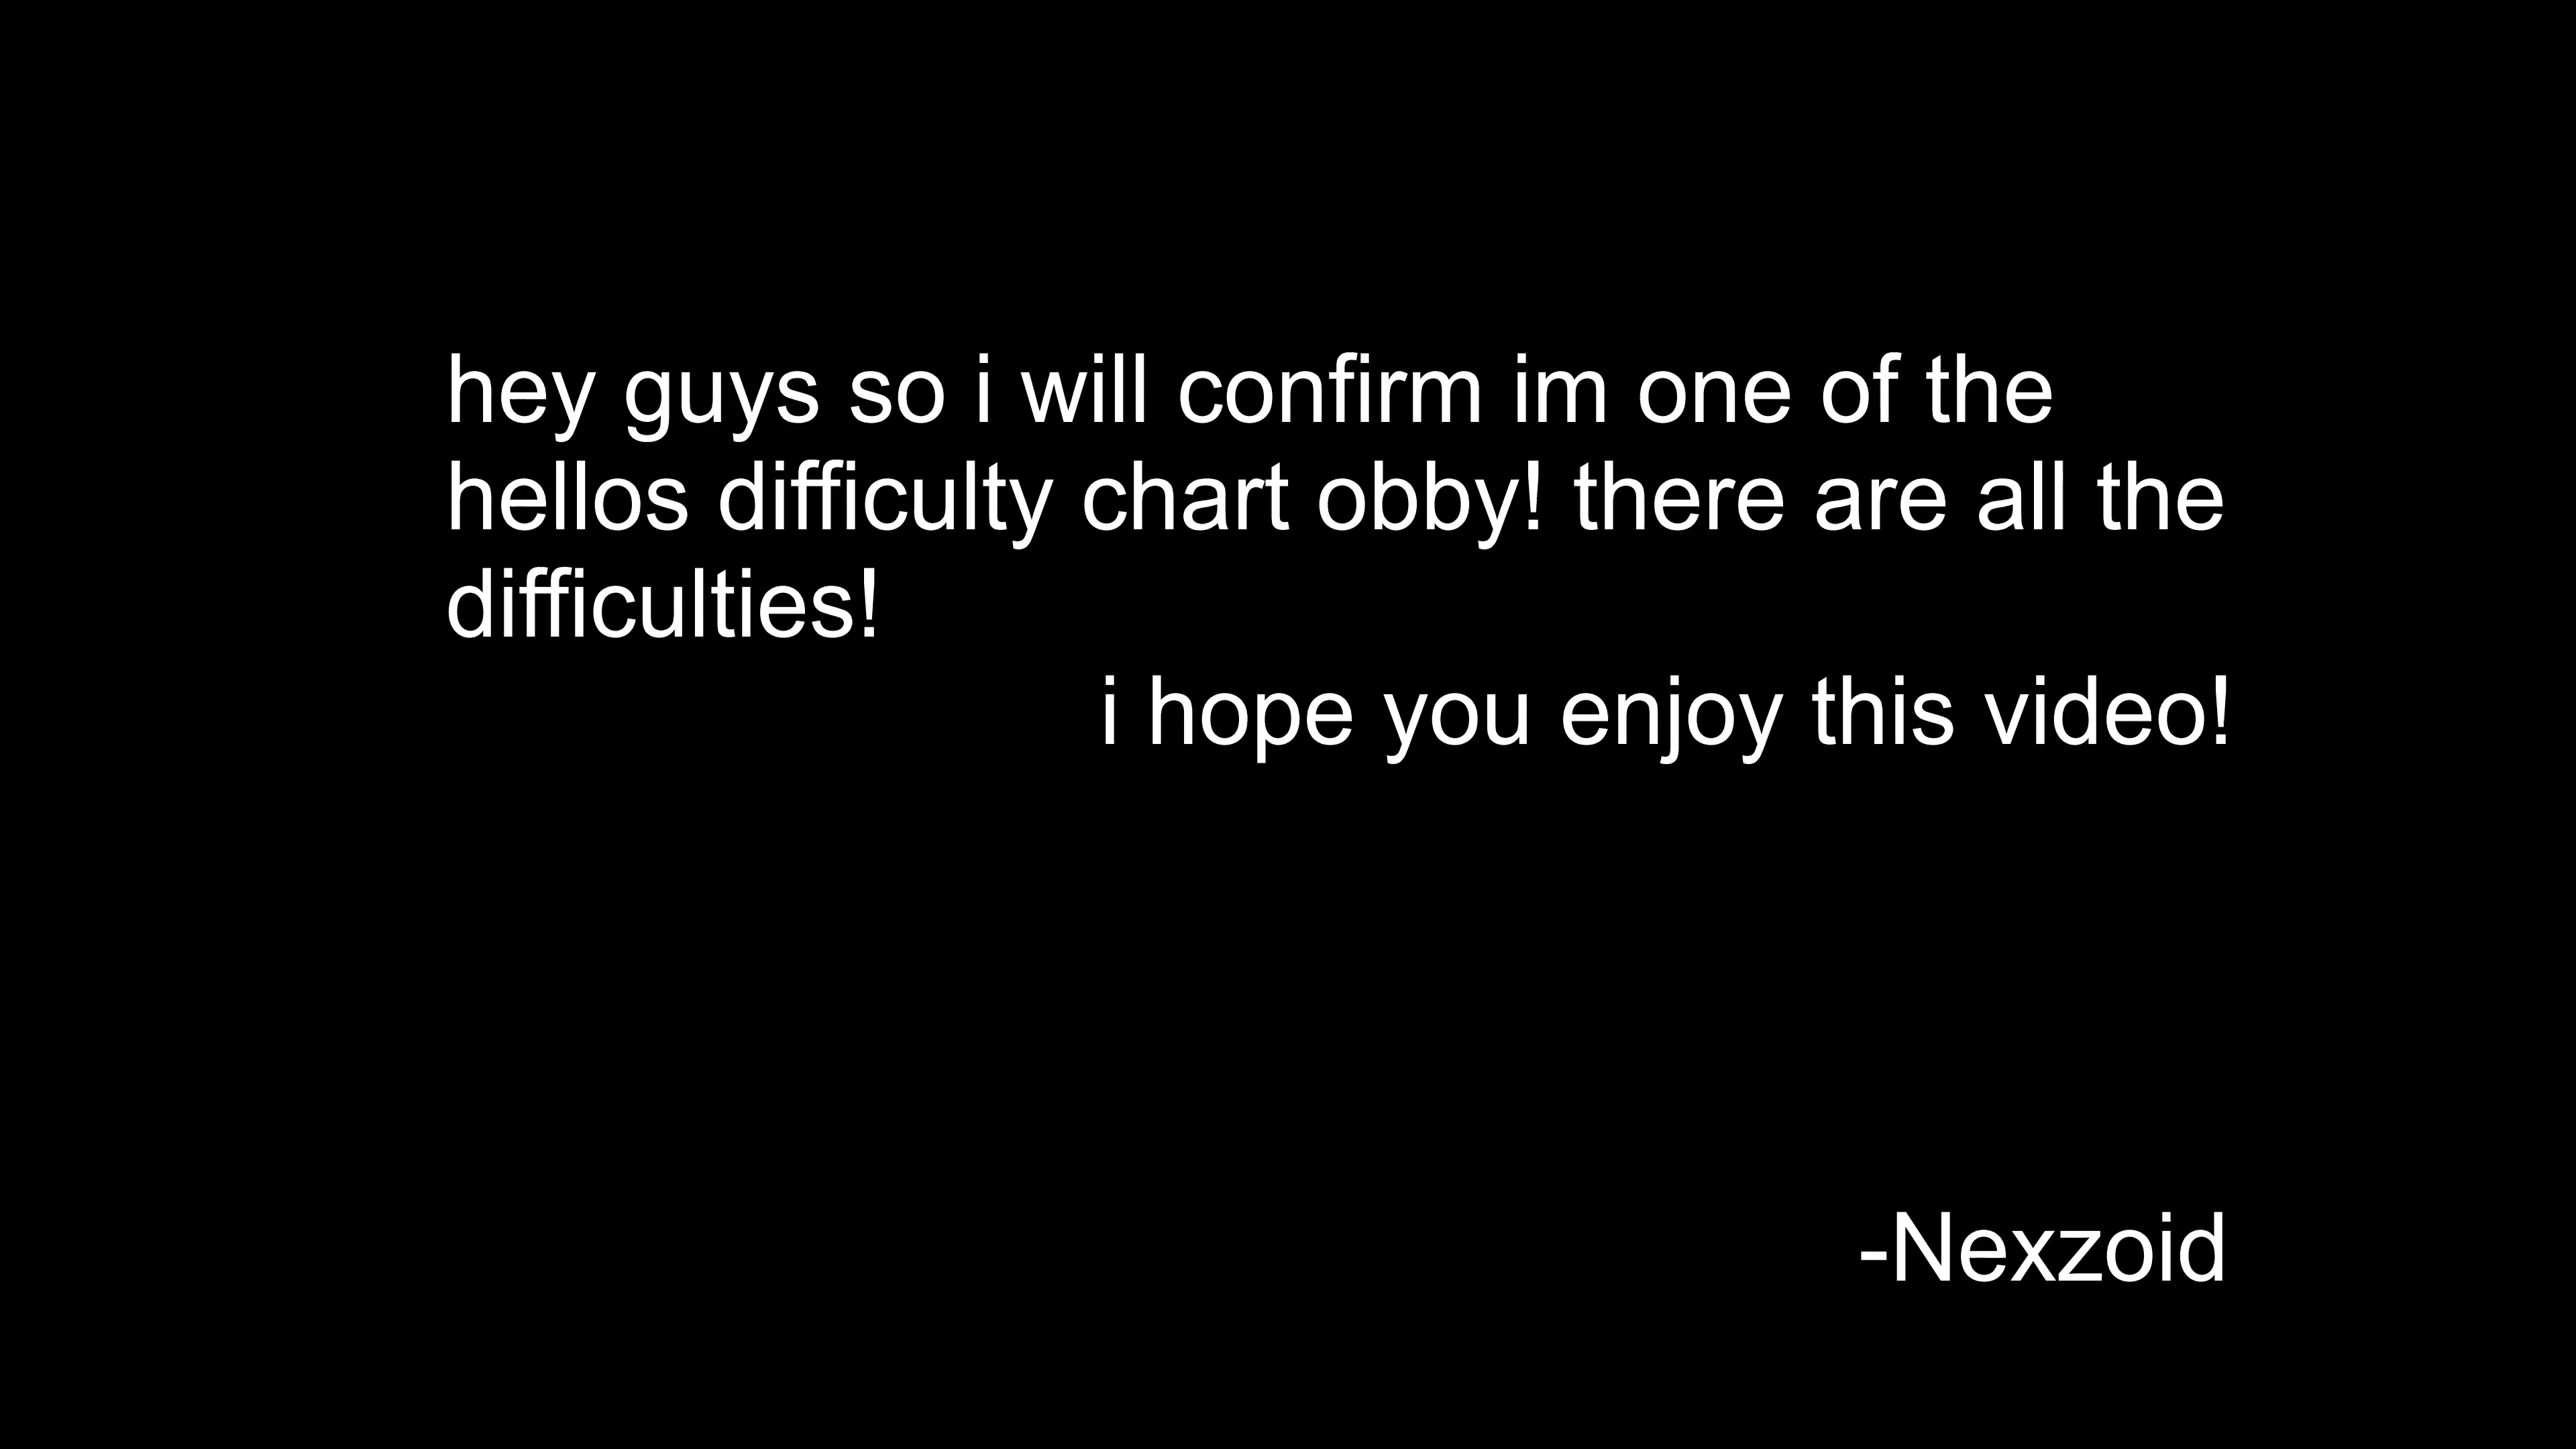 hey guys so i will confirm im one of the
hellos difficulty chart obby! there are all the
difficulties!
i hope you enjoy this video!
-Nexzoid